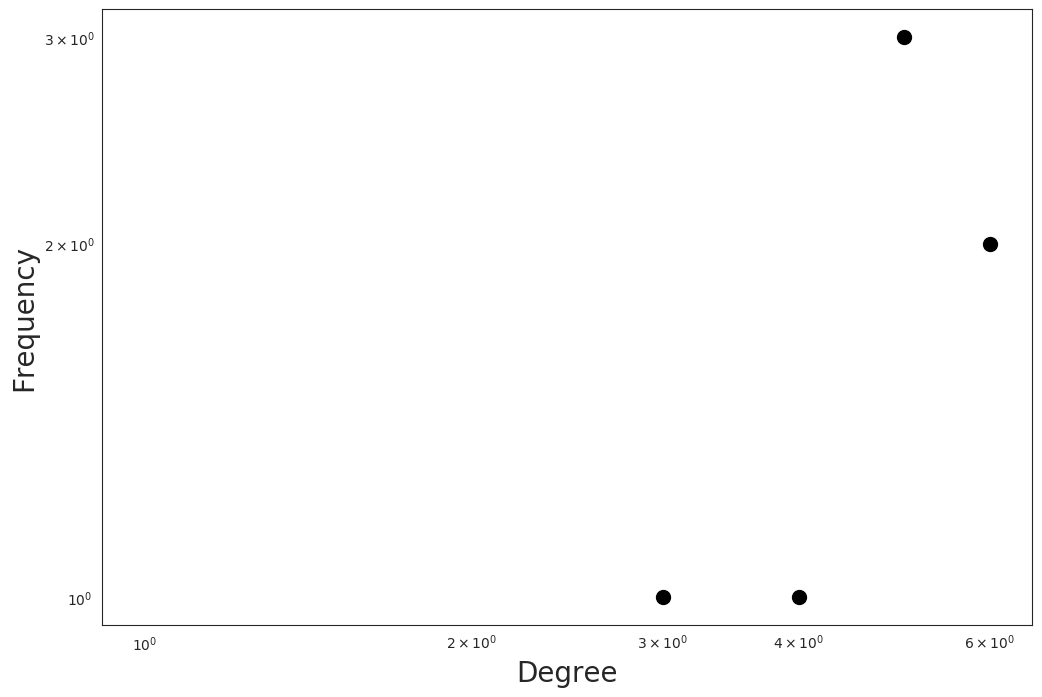 3 × 10⁰
2 × 10⁰
10⁰
Frequency
10⁰ 2 × 10⁰ 3 × 10⁰ 4 × 10⁰ 6 × 10⁰
Degree